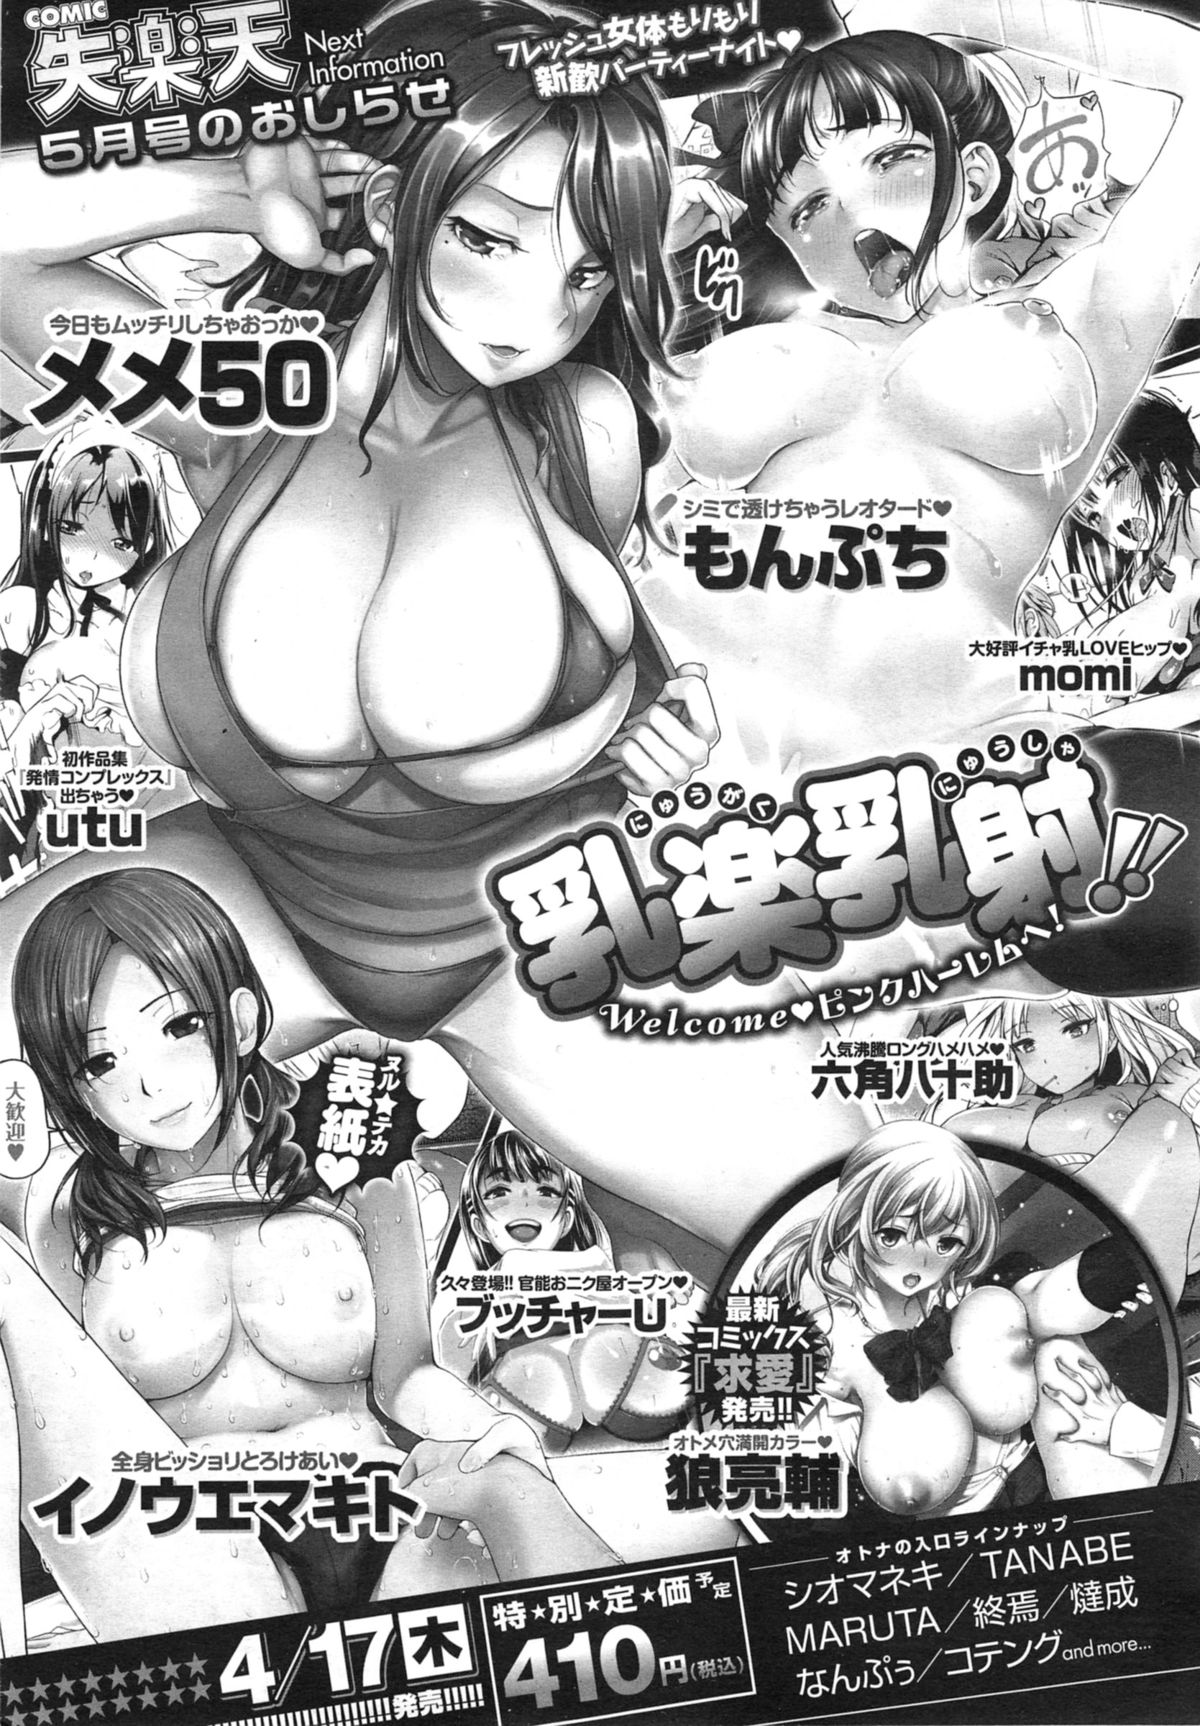 COMIC
失楽天
Next
Information
5月号のおしらせ
フレッシュ女体もりもり
新歓パーティーナイト♥
あ゛ッ
ビクッ
今日もムッチリしちゃおっか♥
メメ50
シミで透けちゃうレオタード♥
もんぷち
大好評イチャ乳LOVEヒップ♥
momi
初作品集
『発情コンプレックス』
出ちゃう♥
utu
にゅうがく にゅうしゃ
乳楽乳射!!
Welcome♥ピンクハーレムへ!
人気沸騰ロングハメハメ♥
六角八十助
大歓迎♥
ヌル★テカ
表紙♥
久々登場!! 官能おニク屋オープン♥
ブッチャーU
最新
コミックス
『求愛』
発売!!
オトメ穴満開カラー♥
狼亮輔
全身ビッショリとろけあい♥
イノウエマキト
オトナの入口ラインナップ
シオマネキ／TANABE
MARUTA／終焉／燵成
なんぷぅ／コテング and more...
4/17木
発売!!!!!
特★別★定★価 予定
410円(税込)